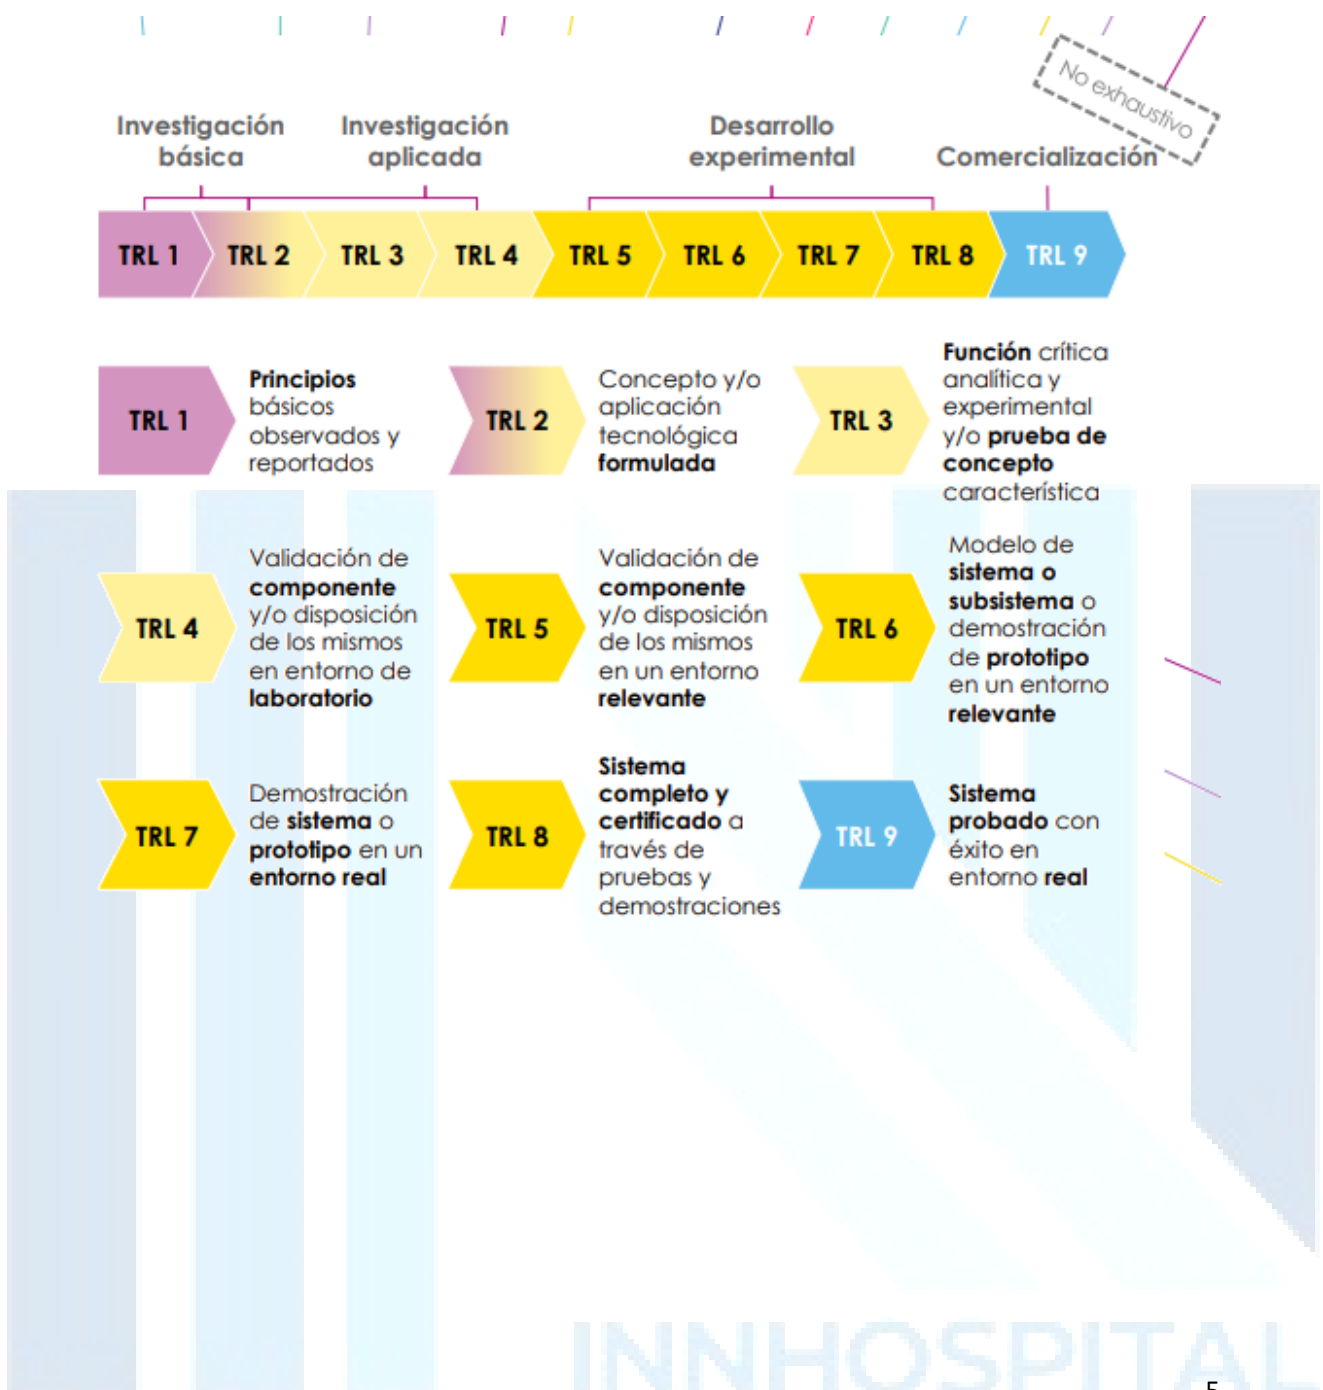 No exhaustivo
Investigación
básica
Investigación
aplicada
Desarrollo
experimental
Comercialización
TRL 1
TRL 2
TRL 3
TRL 4
TRL 5
TRL 6
TRL 7
TRL 8
TRL 9
TRL 1
Principios
básicos
observados y
reportados
TRL 2
Concepto y/o
aplicación
tecnológica
formulada
TRL 3
Función crítica
analítica y
experimental
y/o prueba de
concepto
característica
TRL 4
Validación de
componente
y/o disposición
de los mismos
en entorno de
laboratorio
TRL 5
Validación de
componente
y/o disposición
de los mismos
en un entorno
relevante
TRL 6
Modelo de
sistema o
subsistema o
demostración
de prototipo
en un entorno
relevante
TRL 7
Demostración
de sistema o
prototipo en un
entorno real
TRL 8
Sistema
completo y
certificado a
través de
pruebas y
demostraciones
TRL 9
Sistema
probado con
éxito en
entorno real
INNHOSPITAL